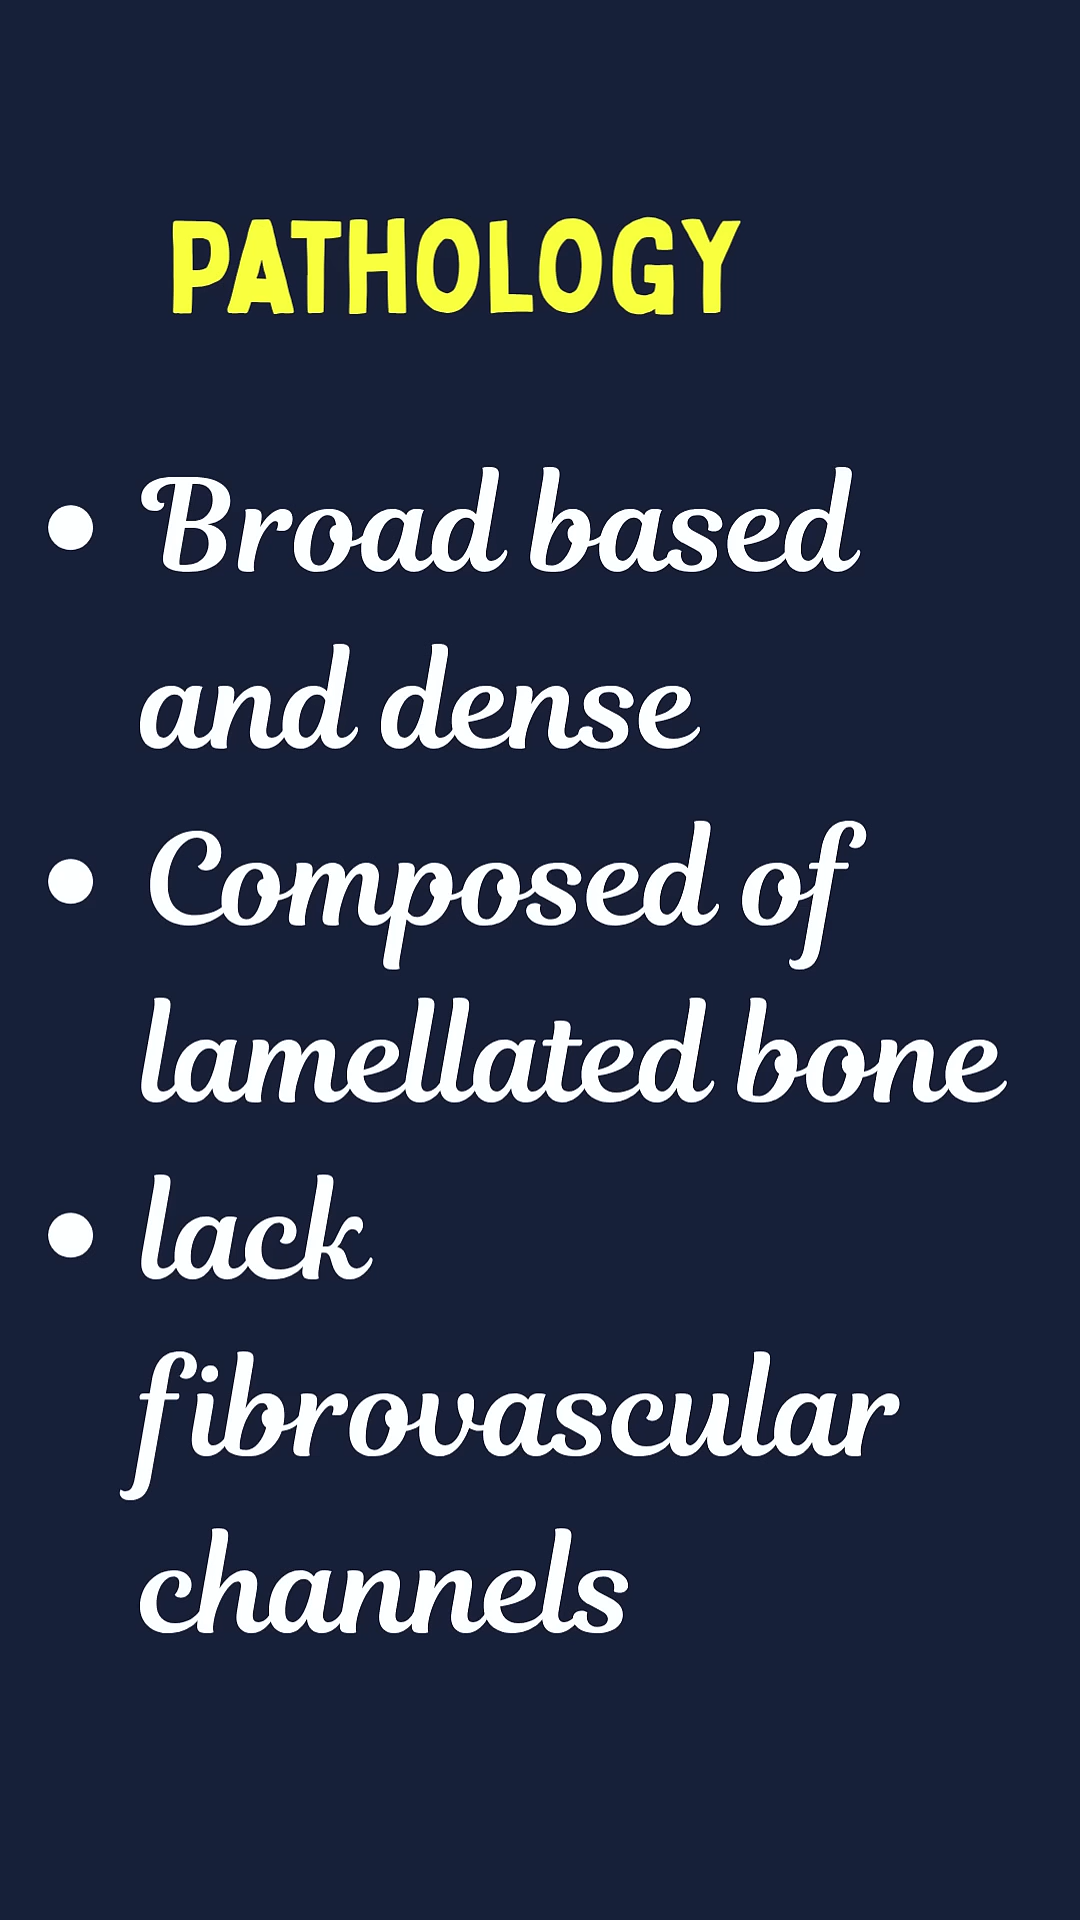 PATHOLOGY
• Broad based
and dense
• Composed of
lamellated bone
• lack
fibrovascular
channels